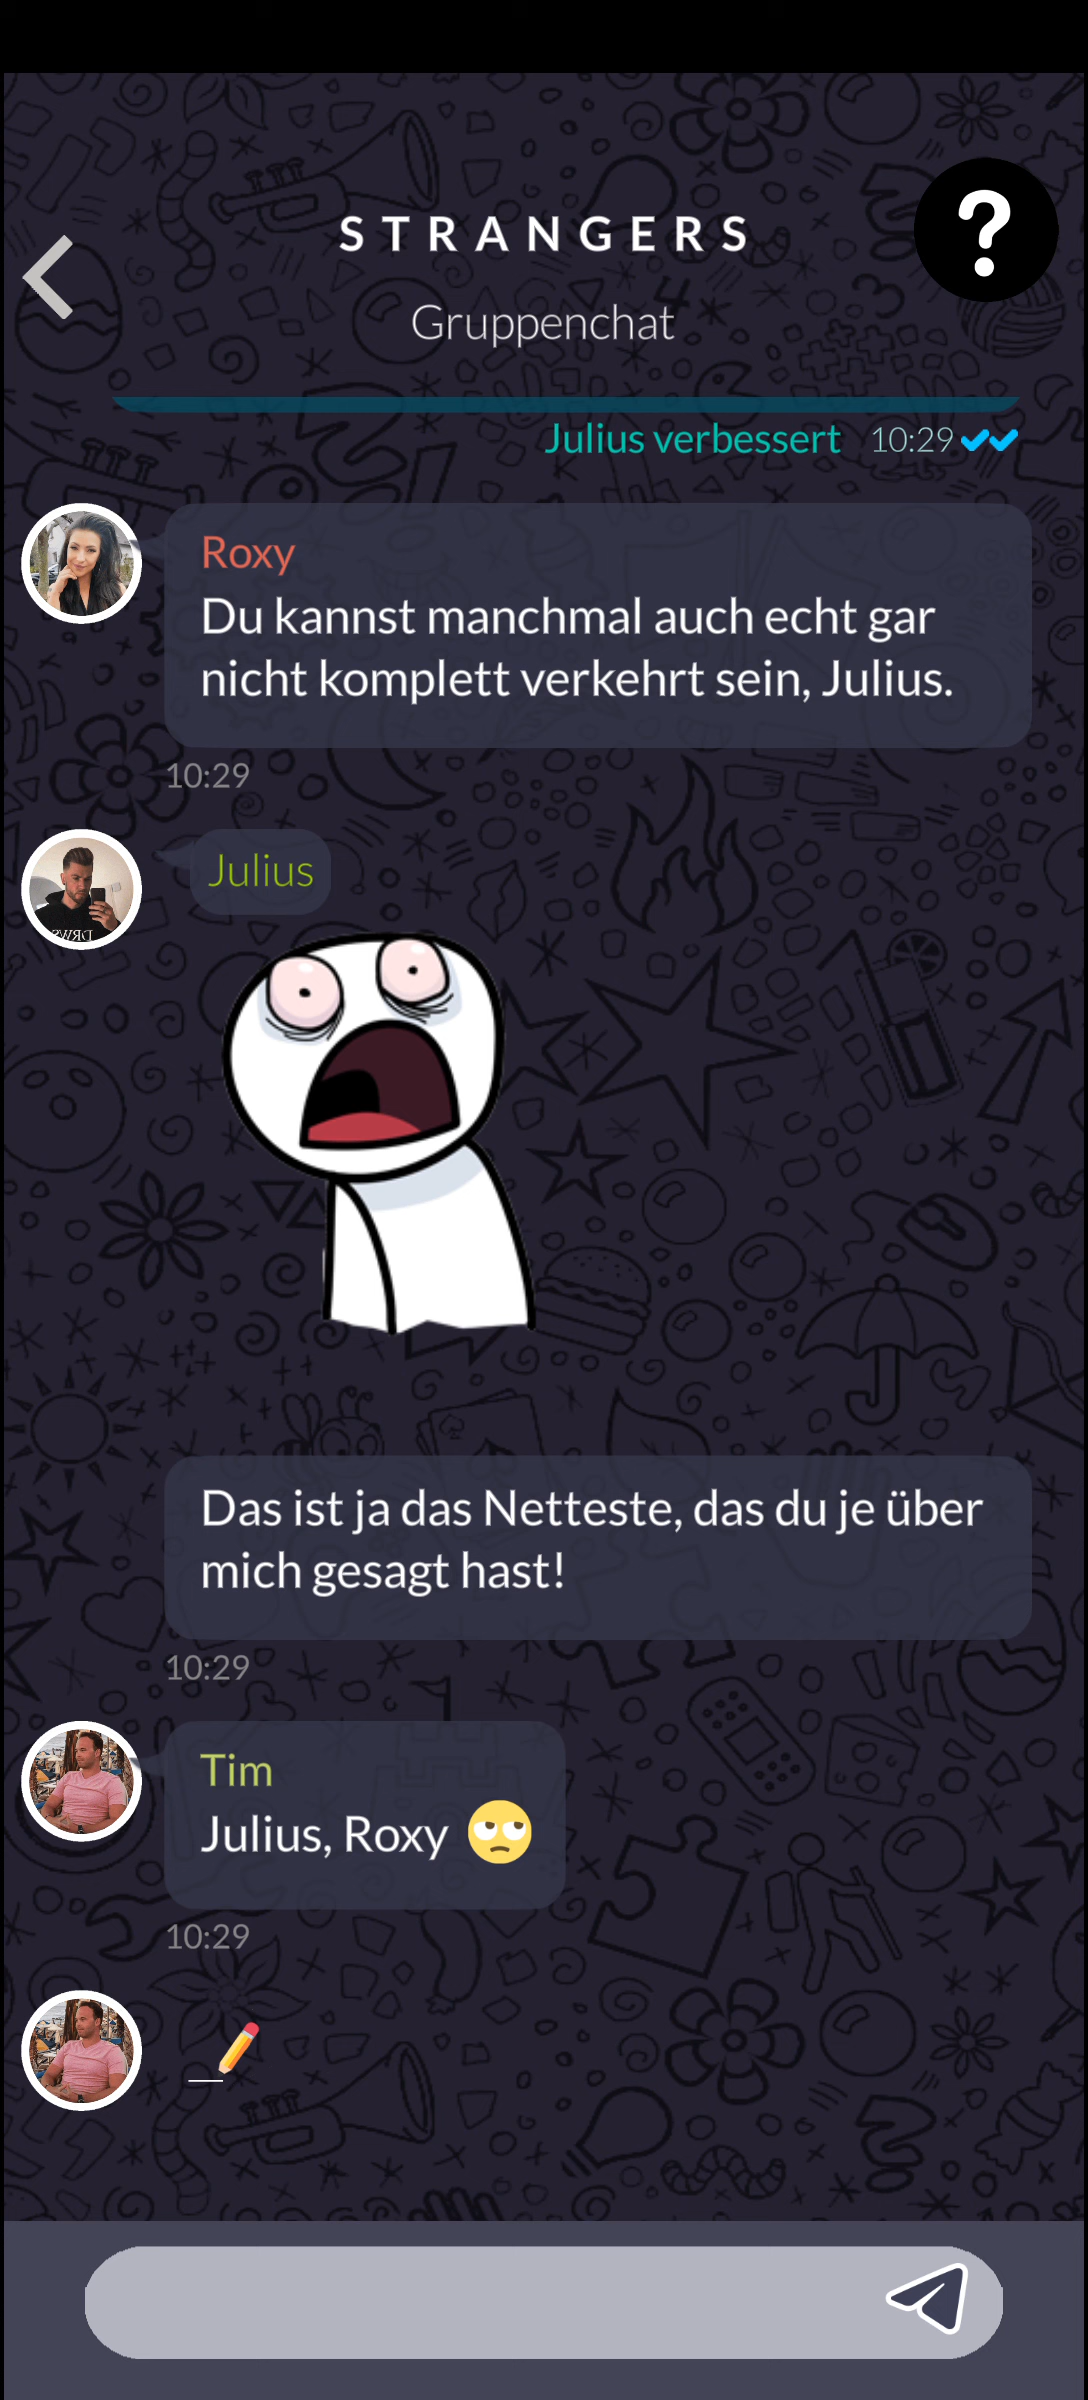 STRANGERS
Gruppenchat
Julius verbessert 10:29
Roxy
Du kannst manchmal auch echt gar
nicht komplett verkehrt sein, Julius.
10:29
Julius
Das ist ja das Netteste, das du je über
mich gesagt hast!
10:29
Tim
Julius, Roxy 🙄
10:29